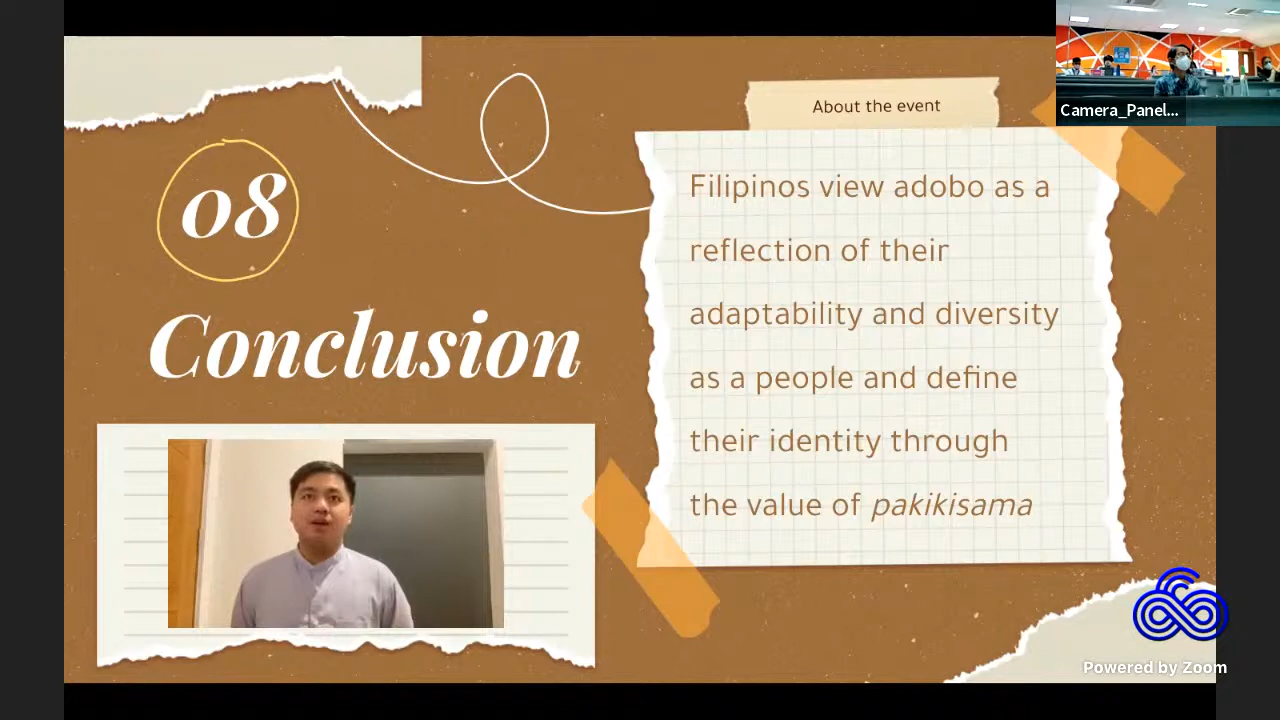 Camera_Panel...
About the event
08
Conclusion
Filipinos view adobo as a
reflection of their
adaptability and diversity
as a people and define
their identity through
the value of pakikisama
Powered by Zoom